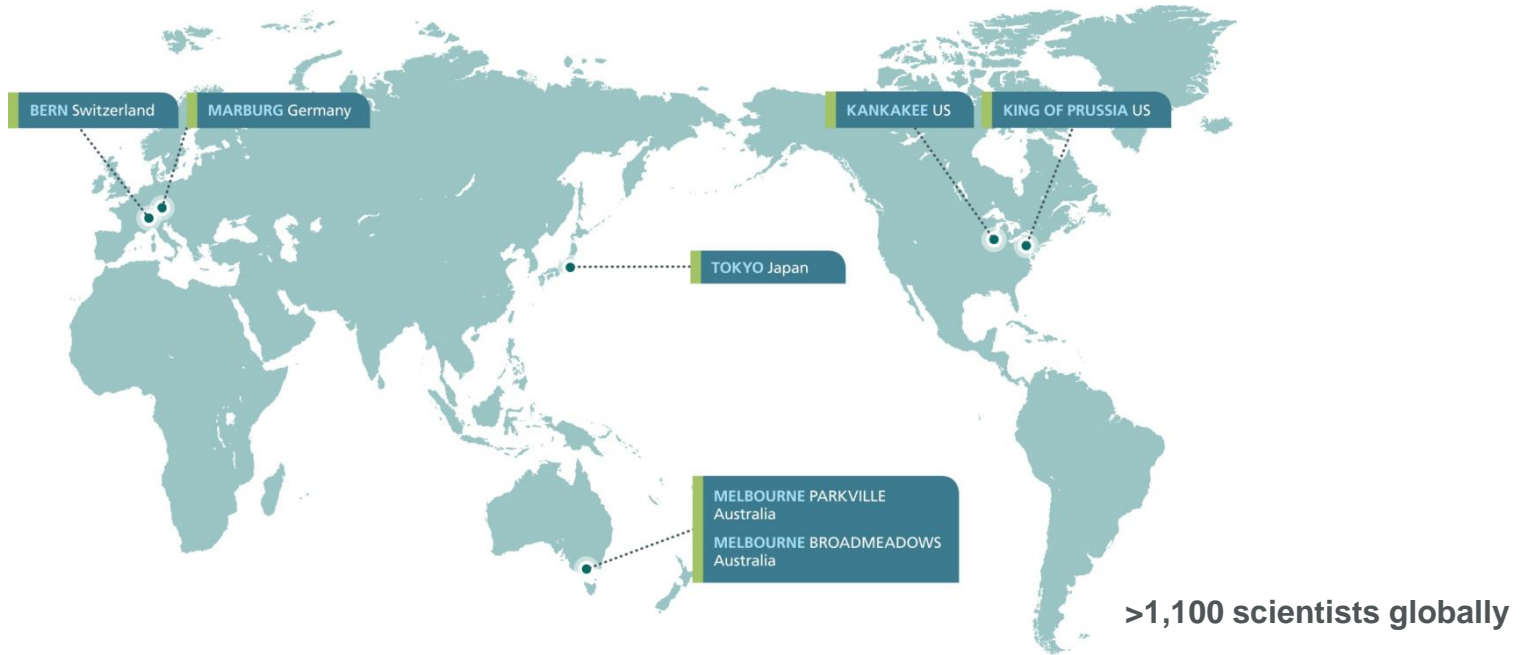 BERN Switzerland
MARBURG Germany
KANKAKEE US
KING OF PRUSSIA US
TOKYO Japan
MELBOURNE PARKVILLE
Australia
MELBOURNE BROADMEADOWS
Australia
>1,100 scientists globally